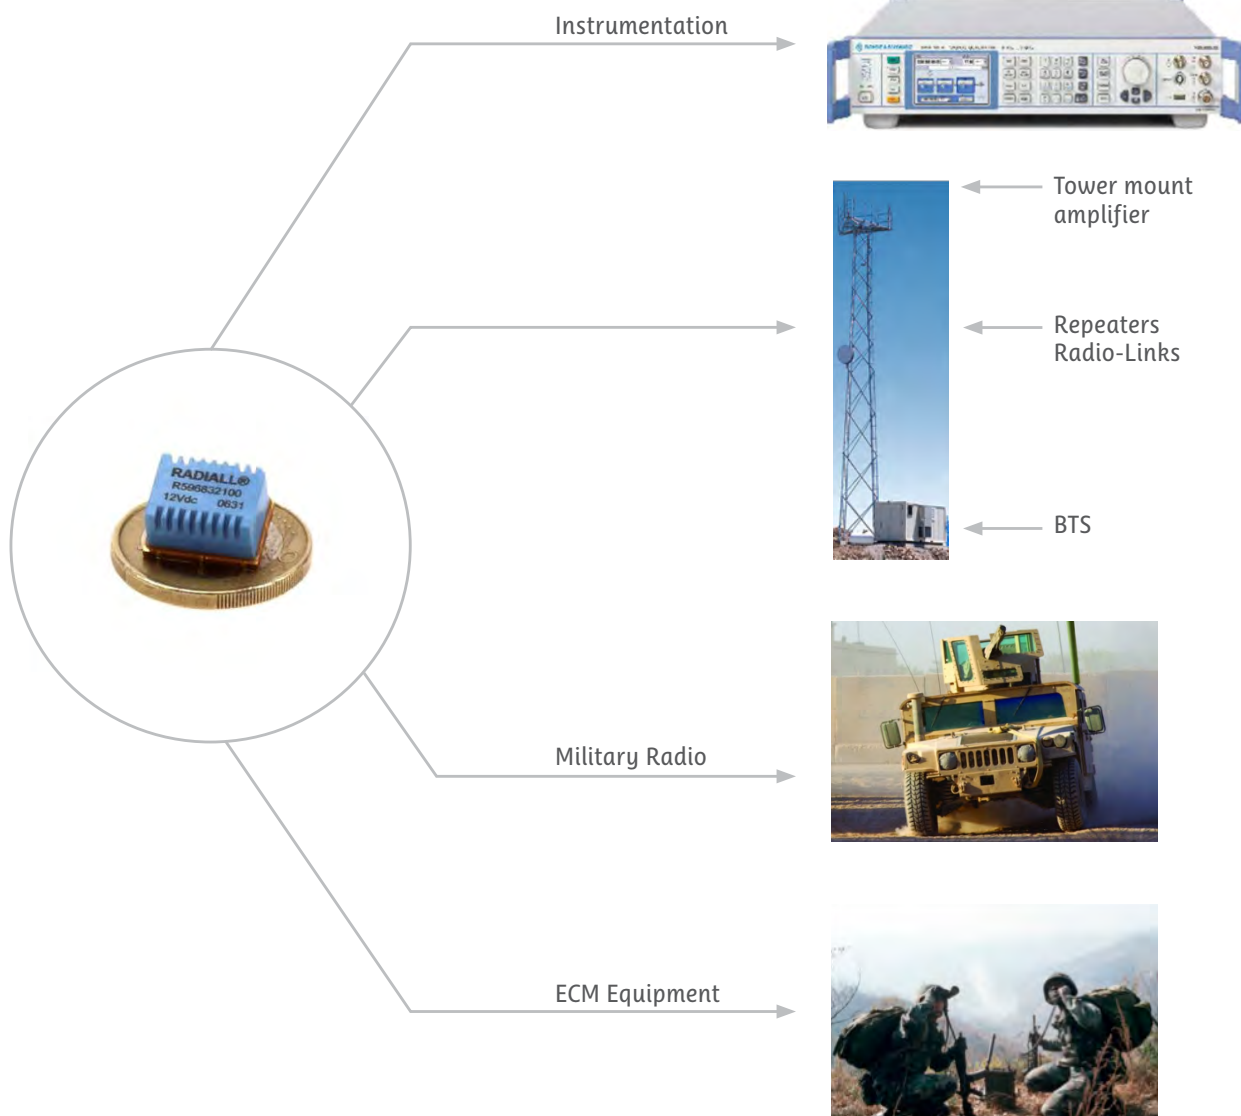 Instrumentation
Tower mount
amplifier
Repeaters
Radio-Links
RADIALL®
R596832100
12Vdc 0631
BTS
Military Radio
ECM Equipment